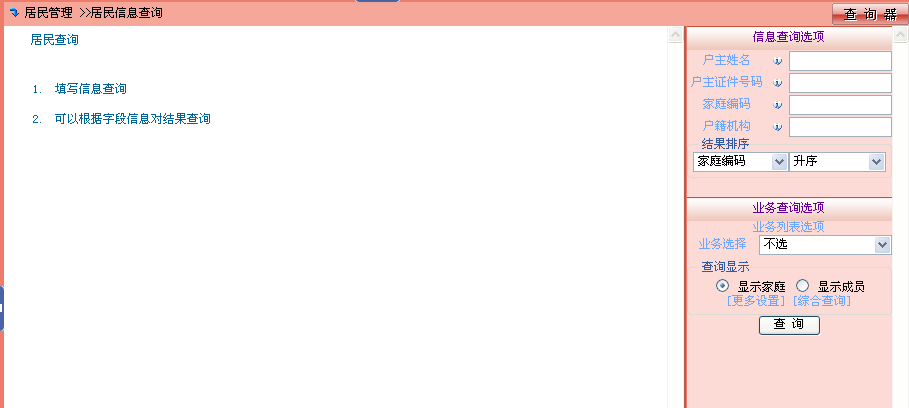 居民管理 >>居民信息查询
查 询 器
居民查询
1. 填写信息查询
2. 可以根据字段信息对结果查询
信息查询选项
户主姓名
户主证件号码
家庭编码
户籍机构
结果排序
家庭编码 升序
业务查询选项
业务列表选项
业务选择 不选
查询显示
显示家庭 显示成员
[更多设置] [综合查询]
查 询